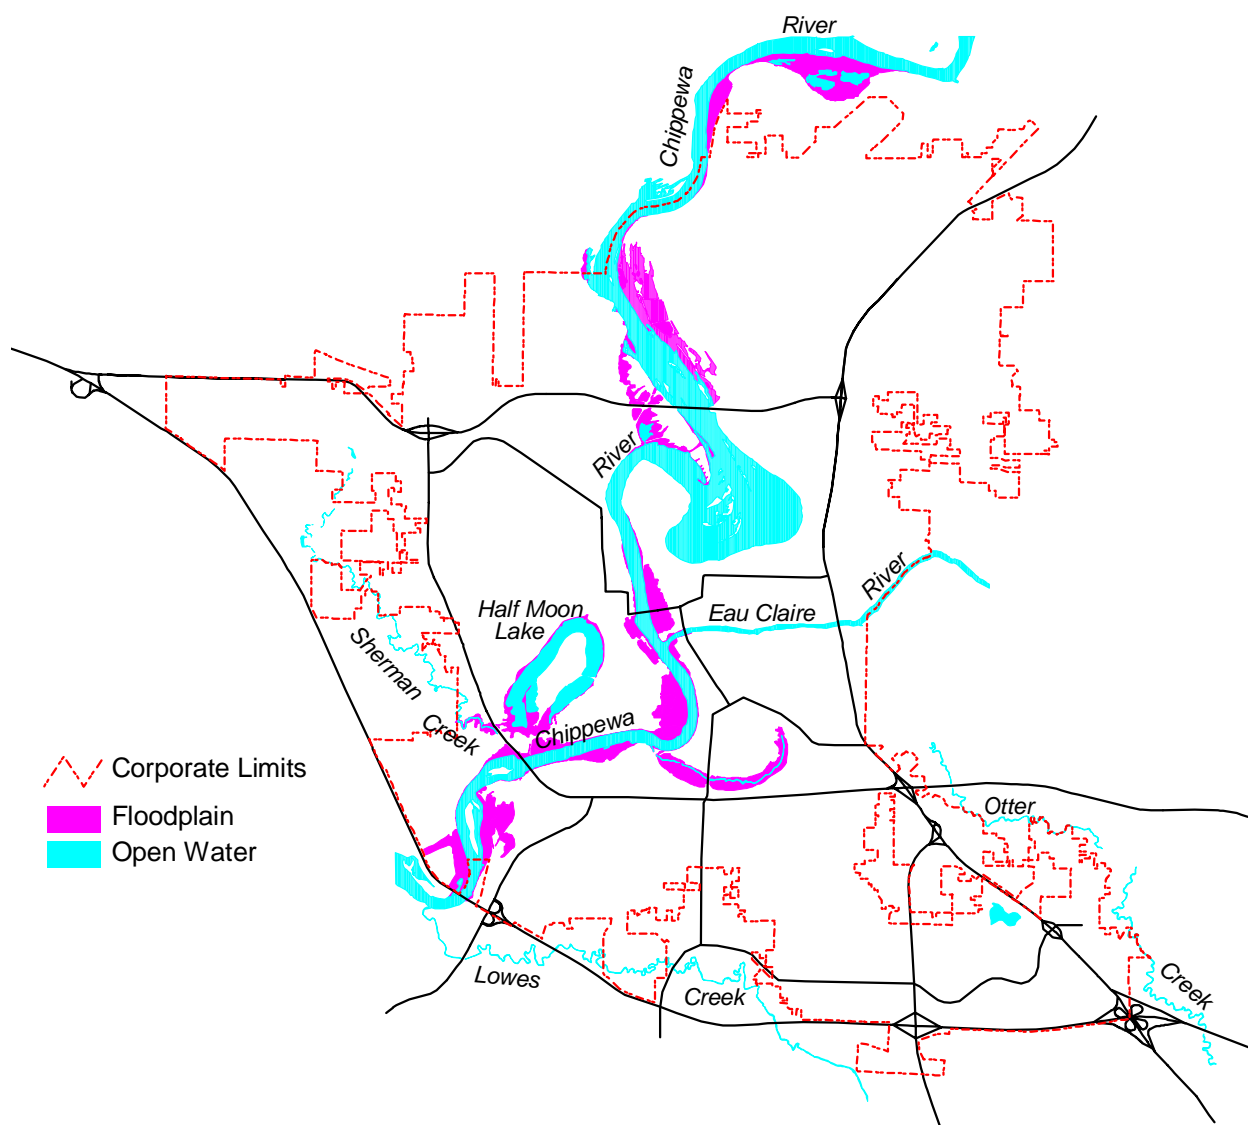 River
Chippewa
River
River
Eau Claire
Half Moon
Lake
Sherman
Creek
Chippewa
Corporate Limits
Floodplain
Open Water
Otter
Creek
Lowes
Creek